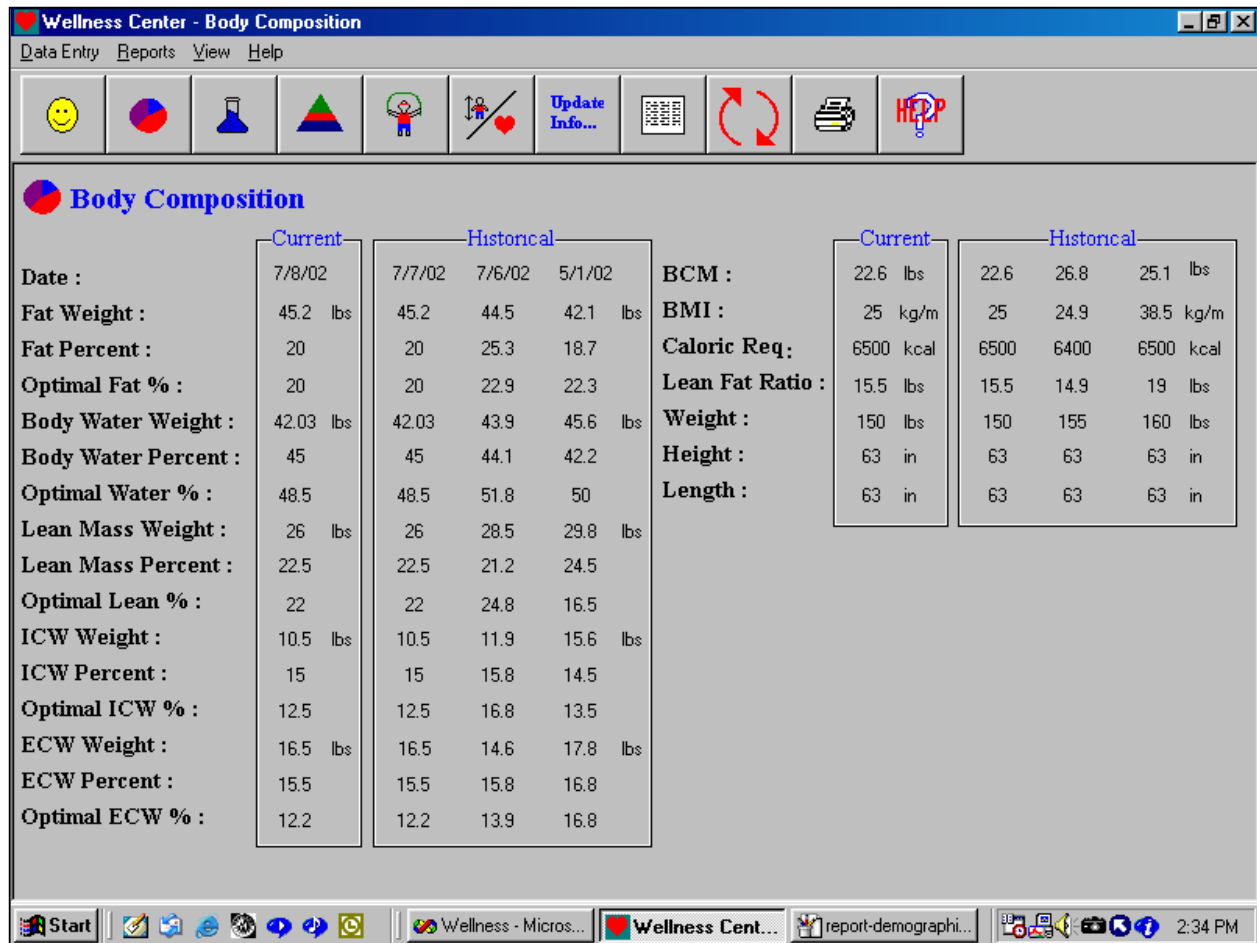 Wellness Center - Body Composition
Data Entry Reports View Help
Update Info...
HELP
Body Composition
Current Historical Current Historical
Date : 7/8/02 7/7/02 7/6/02 5/1/02 BCM : 22.6 lbs 22.6 26.8 25.1 lbs
Fat Weight : 45.2 lbs 45.2 44.5 42.1 lbs BMI : 25 kg/m 25 24.9 38.5 kg/m
Fat Percent : 20 20 25.3 18.7 Caloric Req: 6500 kcal 6500 6400 6500 kcal
Optimal Fat % : 20 20 22.9 22.3 Lean Fat Ratio : 15.5 lbs 15.5 14.9 19 lbs
Body Water Weight : 42.03 lbs 42.03 43.9 45.6 lbs Weight : 150 lbs 150 155 160 lbs
Body Water Percent : 45 45 44.1 42.2 Height : 63 in 63 63 63 in
Optimal Water % : 48.5 48.5 51.8 50 Length : 63 in 63 63 63 in
Lean Mass Weight : 26 lbs 26 28.5 29.8 lbs
Lean Mass Percent : 22.5 22.5 21.2 24.5
Optimal Lean % : 22 22 24.8 16.5
ICW Weight : 10.5 lbs 10.5 11.9 15.6 lbs
ICW Percent : 15 15 15.8 14.5
Optimal ICW % : 12.5 12.5 16.8 13.5
ECW Weight : 16.5 lbs 16.5 14.6 17.8 lbs
ECW Percent : 15.5 15.5 15.8 16.8
Optimal ECW % : 12.2 12.2 13.9 16.8
Start Wellness - Micros... Wellness Cent... report-demographi... 2:34 PM